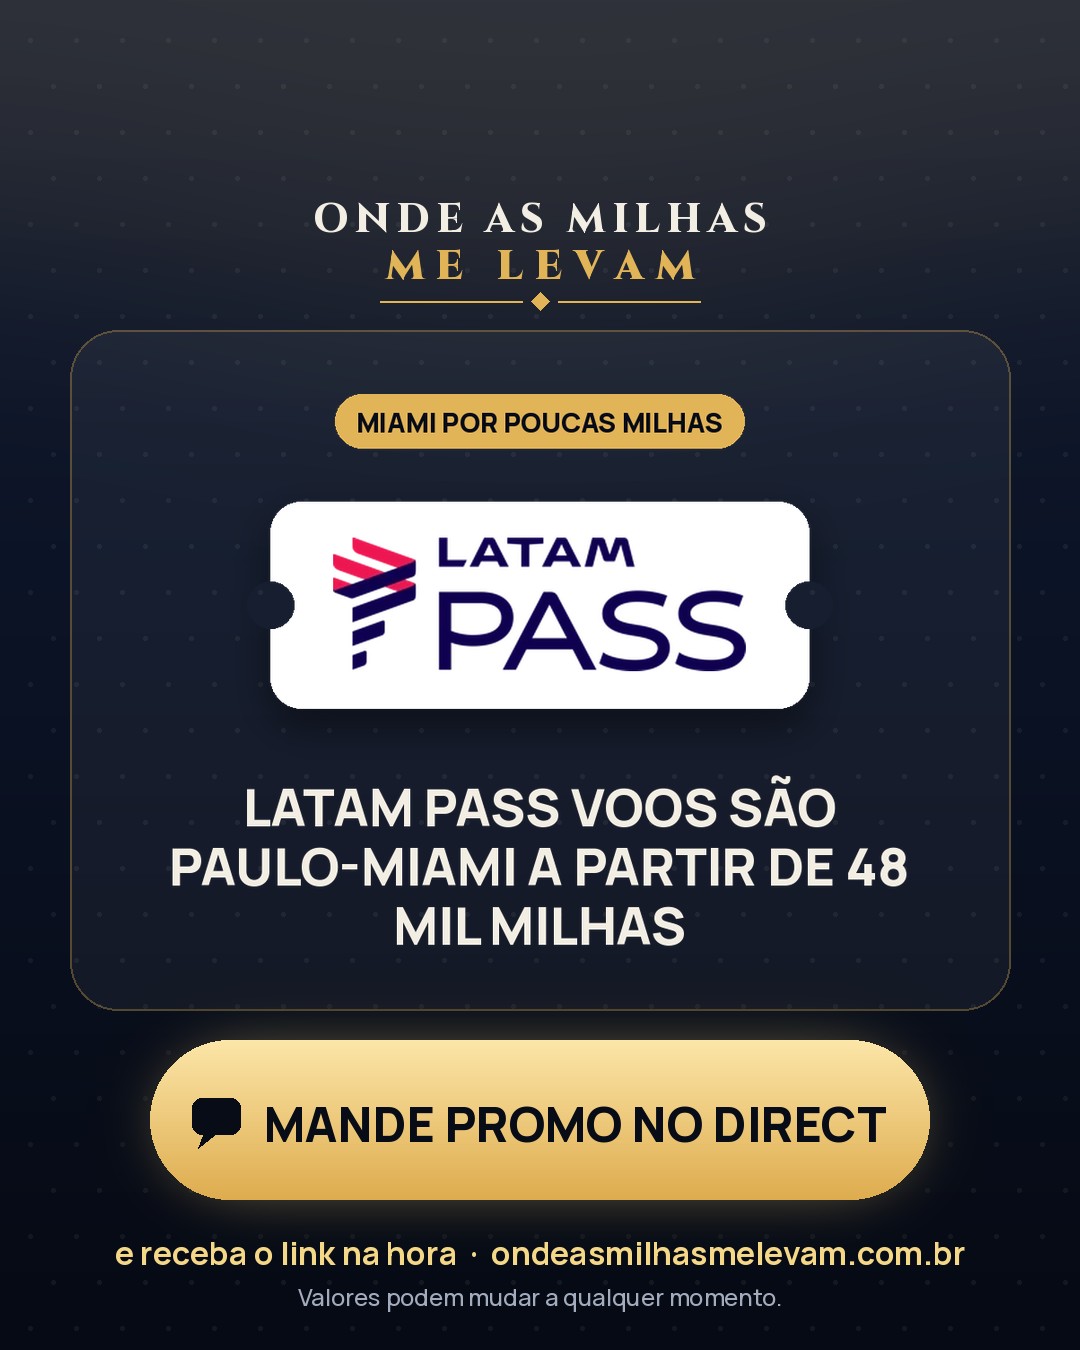 ONDE AS MILHAS
ME LEVAM
MIAMI POR POUCAS MILHAS
LATAM
PASS
LATAM PASS VOOS SÃO
PAULO-MIAMI A PARTIR DE 48
MIL MILHAS
MANDE PROMO NO DIRECT
e receba o link na hora · ondeasmilhasmelevam.com.br
Valores podem mudar a qualquer momento.